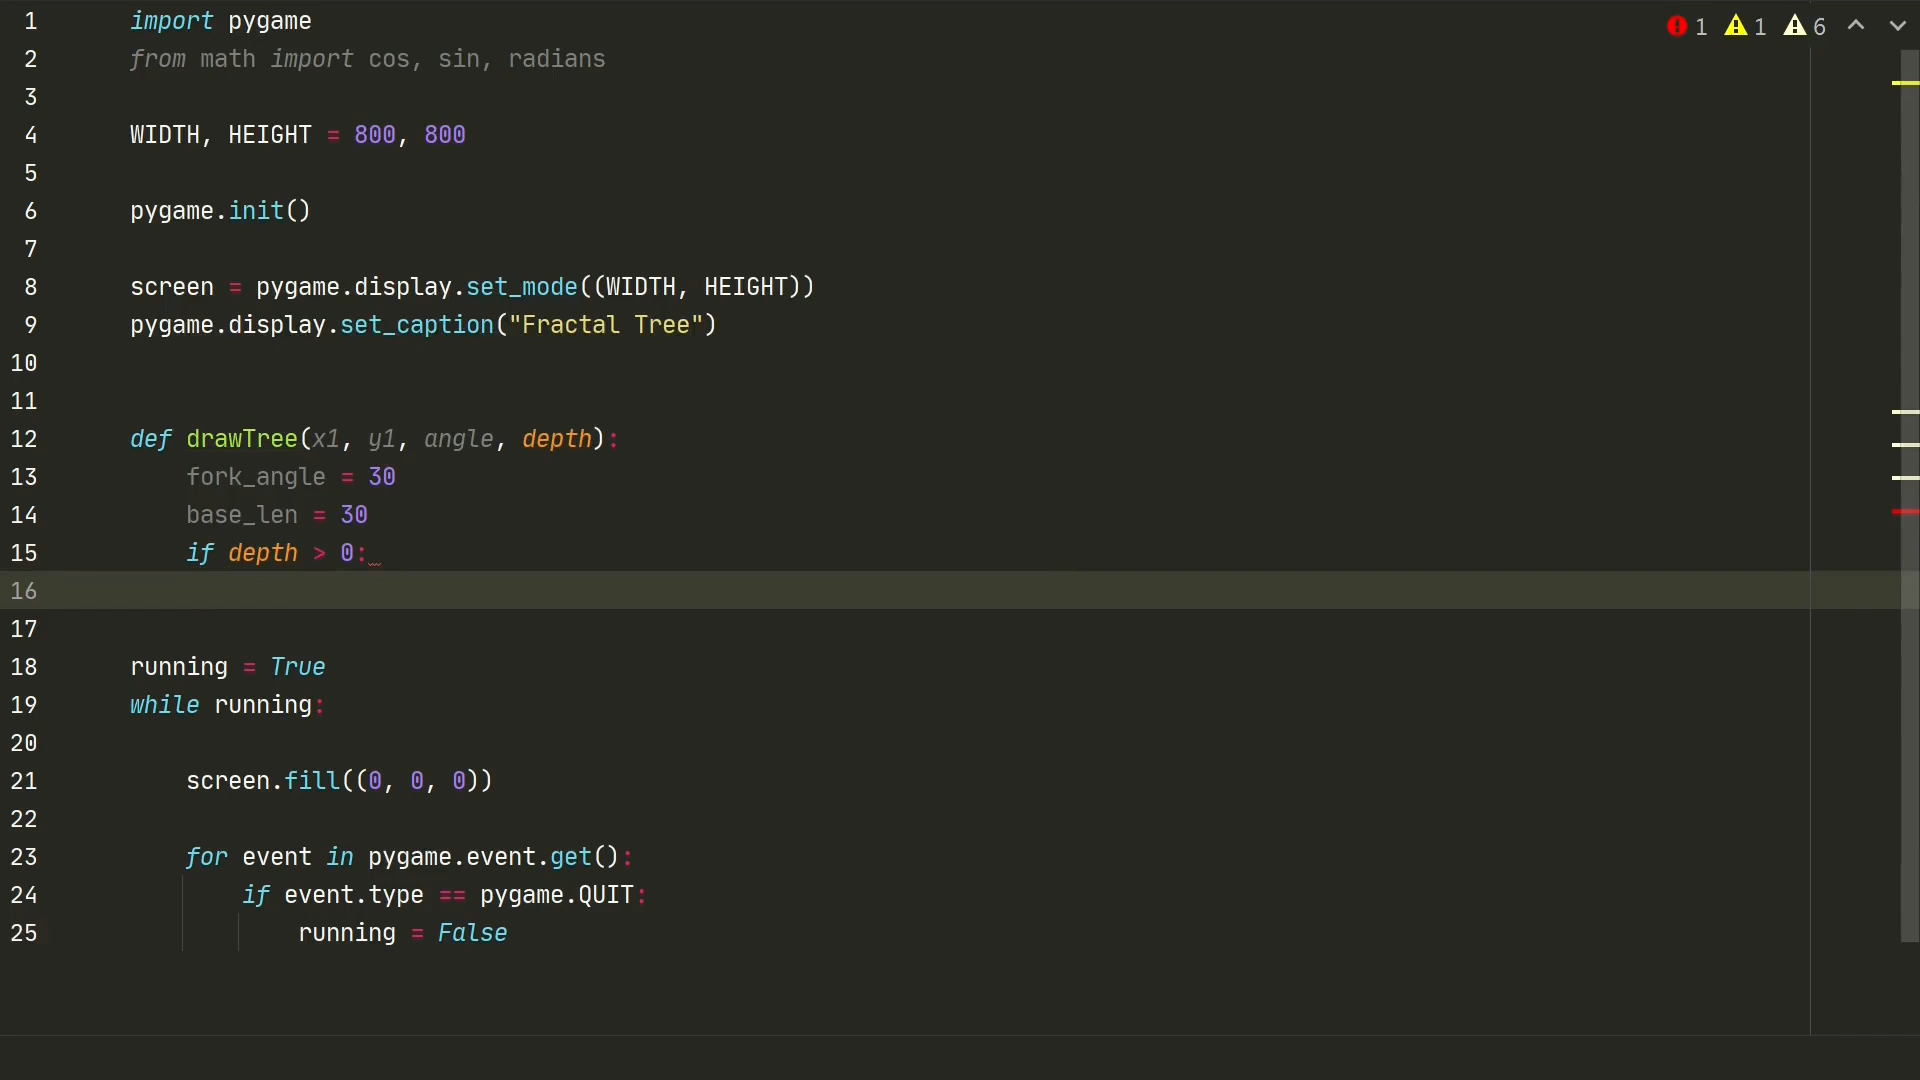 1 import pygame
2 from math import cos, sin, radians
3
4 WIDTH, HEIGHT = 800, 800
5
6 pygame.init()
7
8 screen = pygame.display.set_mode((WIDTH, HEIGHT))
9 pygame.display.set_caption("Fractal Tree")
10
11
12 def drawTree(x1, y1, angle, depth):
13     fork_angle = 30
14     base_len = 30
15     if depth > 0:
16
17
18 running = True
19 while running:
20
21     screen.fill((0, 0, 0))
22
23     for event in pygame.event.get():
24         if event.type == pygame.QUIT:
25             running = False
1 1 6